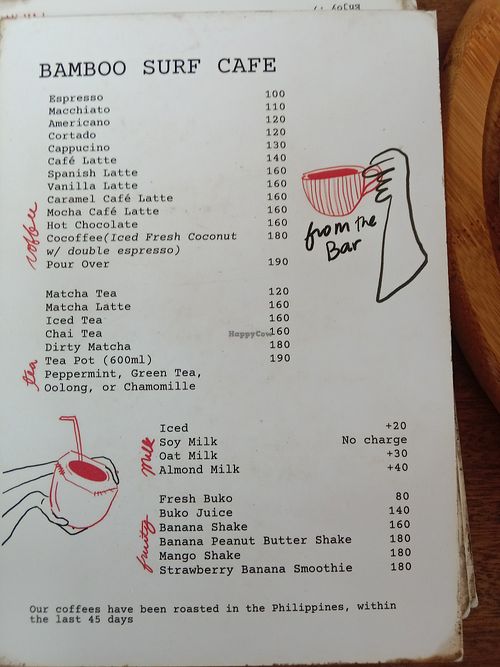 BAMBOO SURF CAFE
Espresso 100
Macchiato 110
Americano 120
Cortado 120
Cappucino 130
Café Latte 140
Spanish Latte 160
Vanilla Latte 160
Caramel Café Latte 160
Mocha Café Latte 160
Hot Chocolate 160
Cocoffee(Iced Fresh Coconut 180
w/ double espresso)
Pour Over 190
coffee
from the
Bar
Matcha Tea 120
Matcha Latte 160
Iced Tea 160
Chai Tea 160
HappyCow
Dirty Matcha 180
Tea Pot (600ml) 190
Peppermint, Green Tea,
Oolong, or Chamomille
tea
Iced +20
Soy Milk No charge
Oat Milk +30
Almond Milk +40
milk
Fresh Buko 80
Buko Juice 140
Banana Shake 160
Banana Peanut Butter Shake 180
Mango Shake 180
Strawberry Banana Smoothie 180
fruity
Our coffees have been roasted in the Philippines, within
the last 45 days